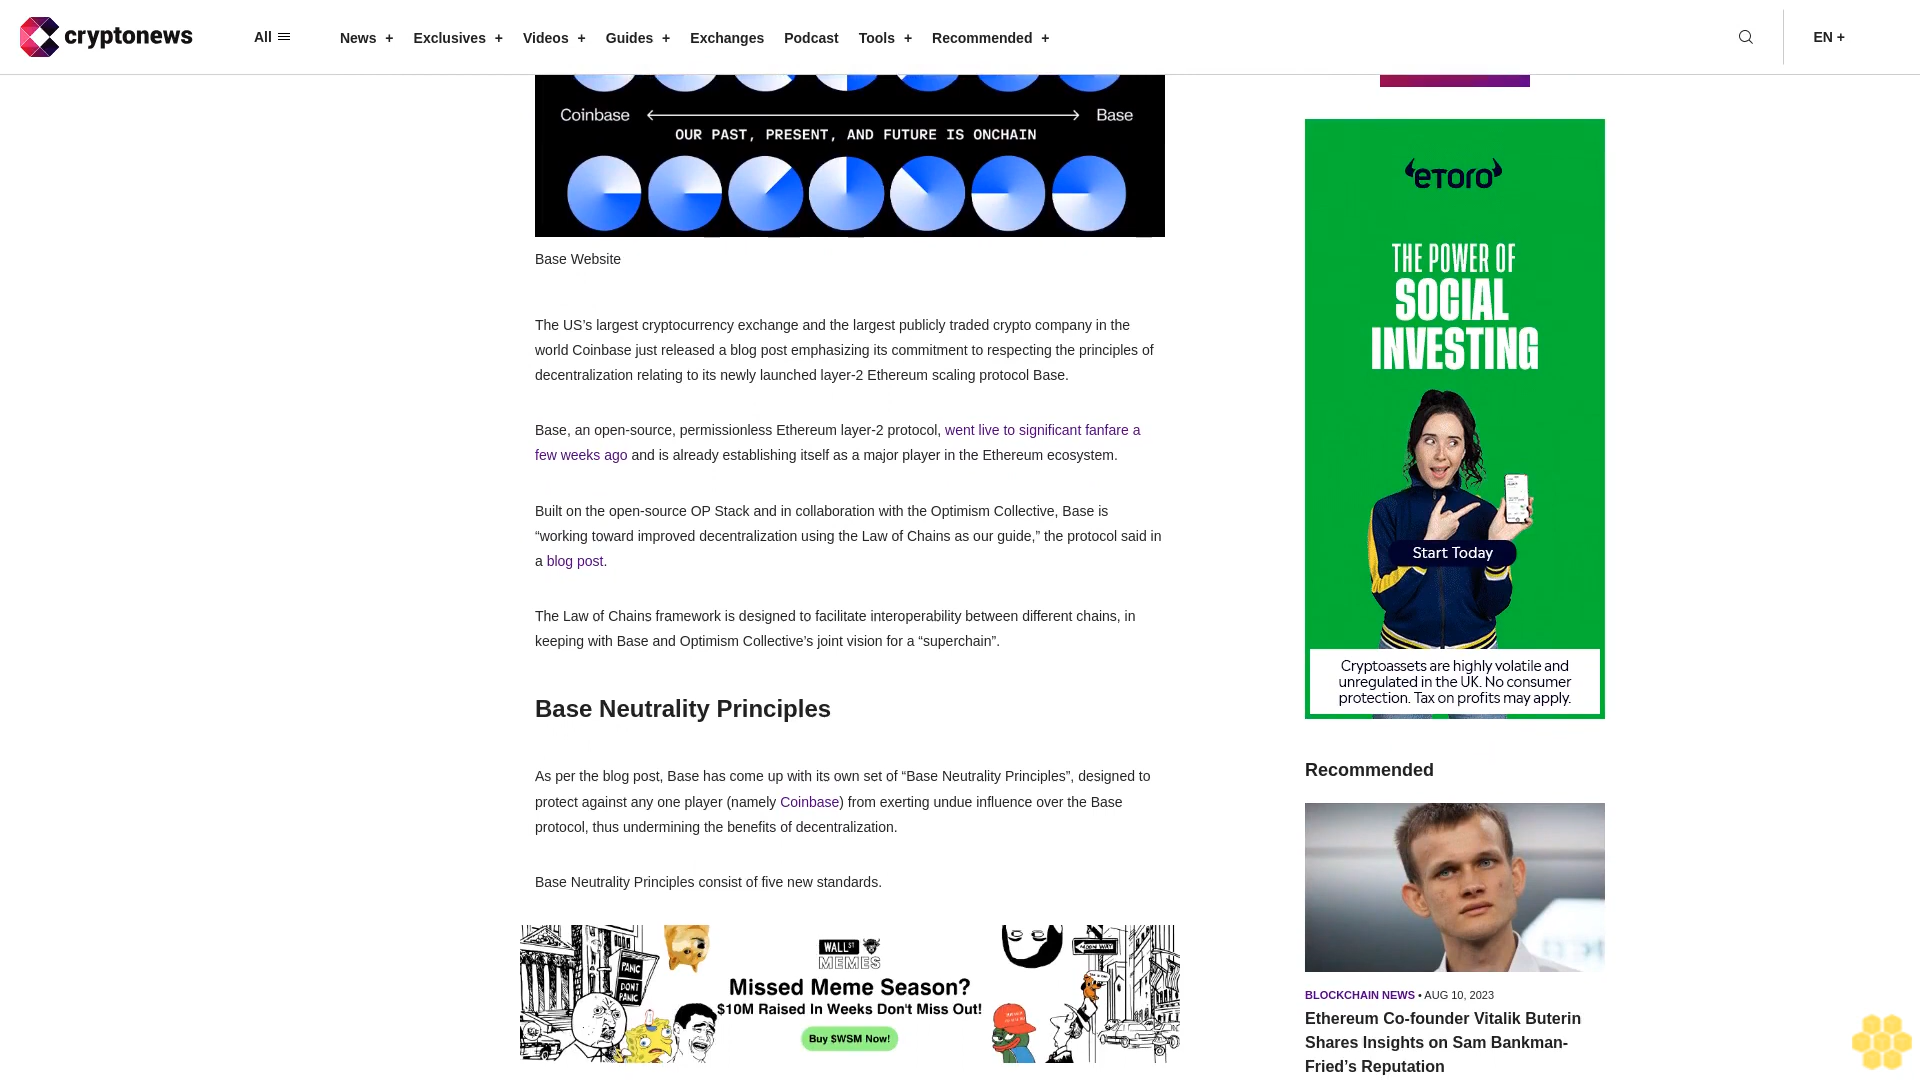 cryptonews
All
News + Exclusives + Videos + Guides + Exchanges Podcast Tools + Recommended +
EN +
Coinbase Base
OUR PAST, PRESENT, AND FUTURE IS ONCHAIN
Base Website
The US’s largest cryptocurrency exchange and the largest publicly traded crypto company in the
world Coinbase just released a blog post emphasizing its commitment to respecting the principles of
decentralization relating to its newly launched layer-2 Ethereum scaling protocol Base.
Base, an open-source, permissionless Ethereum layer-2 protocol, went live to significant fanfare a
few weeks ago and is already establishing itself as a major player in the Ethereum ecosystem.
Built on the open-source OP Stack and in collaboration with the Optimism Collective, Base is
“working toward improved decentralization using the Law of Chains as our guide,” the protocol said in
a blog post.
The Law of Chains framework is designed to facilitate interoperability between different chains, in
keeping with Base and Optimism Collective’s joint vision for a “superchain”.
Base Neutrality Principles
As per the blog post, Base has come up with its own set of “Base Neutrality Principles”, designed to
protect against any one player (namely Coinbase) from exerting undue influence over the Base
protocol, thus undermining the benefits of decentralization.
Base Neutrality Principles consist of five new standards.
PANIC
DONT
PANIC
WALL ST
MEMES
Missed Meme Season?
$10M Raised In Weeks Don't Miss Out!
Buy $WSM Now!
eToro
THE POWER OF
SOCIAL
INVESTING
Start Today
Cryptoassets are highly volatile and
unregulated in the UK. No consumer
protection. Tax on profits may apply.
Recommended
BLOCKCHAIN NEWS • AUG 10, 2023
Ethereum Co-founder Vitalik Buterin
Shares Insights on Sam Bankman-
Fried’s Reputation